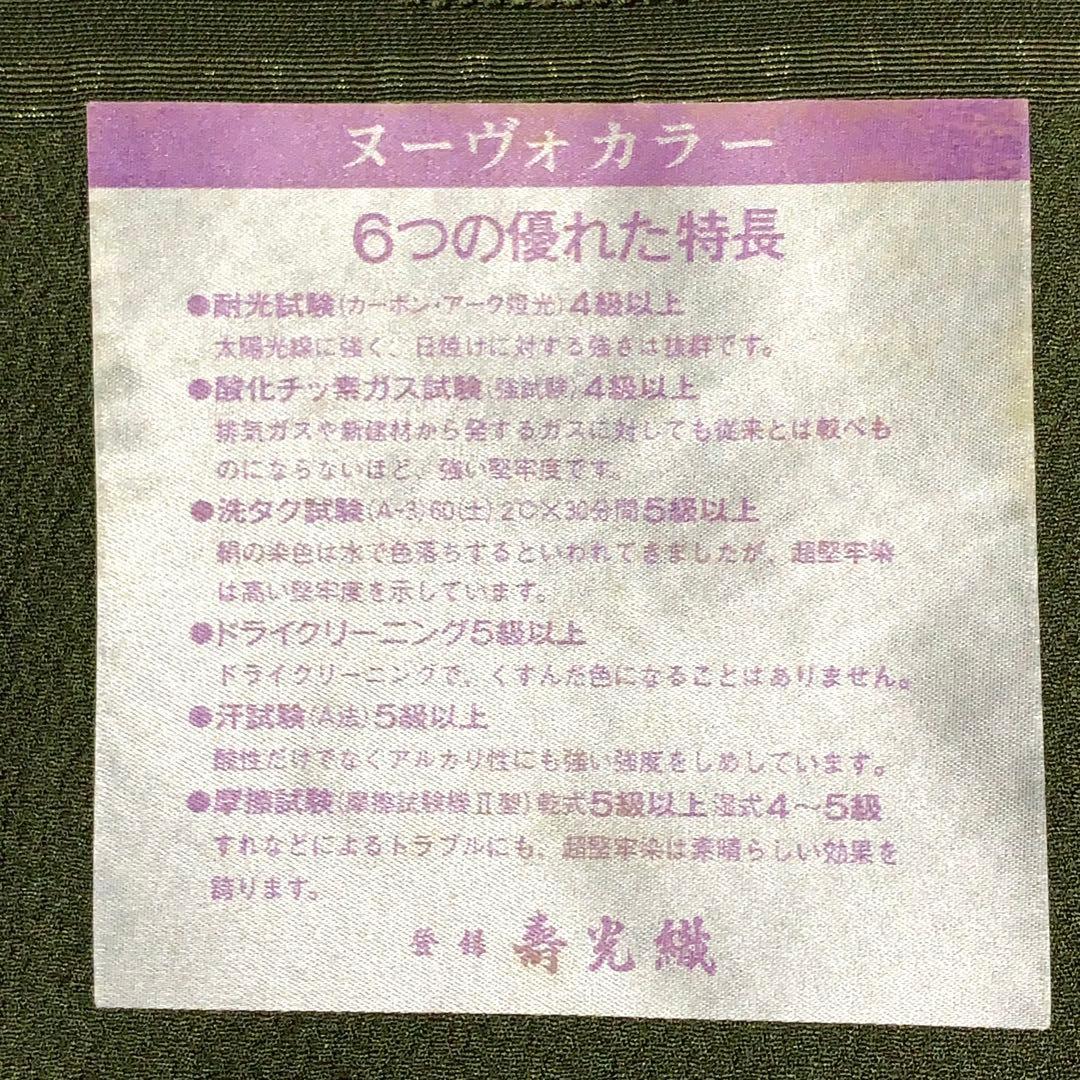 ヌーヴォカラー
6つの優れた特長
●耐光試験(カーボン・アーク燈光)4級以上
太陽光線に強く、日焼けに対する強さは抜群です。
●酸化チッ素ガス試験(強試験)4級以上
排気ガスや新建材から発するガスに対しても従来とは較べも
のにならないほど、強い堅牢度です。
●洗タク試験(A-3)60(士)2℃×30分間5級以上
絹の染色は水で色落ちするといわれてきましたが、超堅牢染
は高い堅牢度を示しています。
●ドライクリーニング5級以上
ドライクリーニングで、くすんだ色になることはありません。
●汗試験(A法)5級以上
酸性だけでなくアルカリ性にも強い強度をしめしています。
●摩擦試験(摩擦試験機Ⅱ型)乾式5級以上湿式4〜5級
すれなどによるトラブルにも、超堅牢染は素晴らしい効果を
誇ります。
登録 寿光織